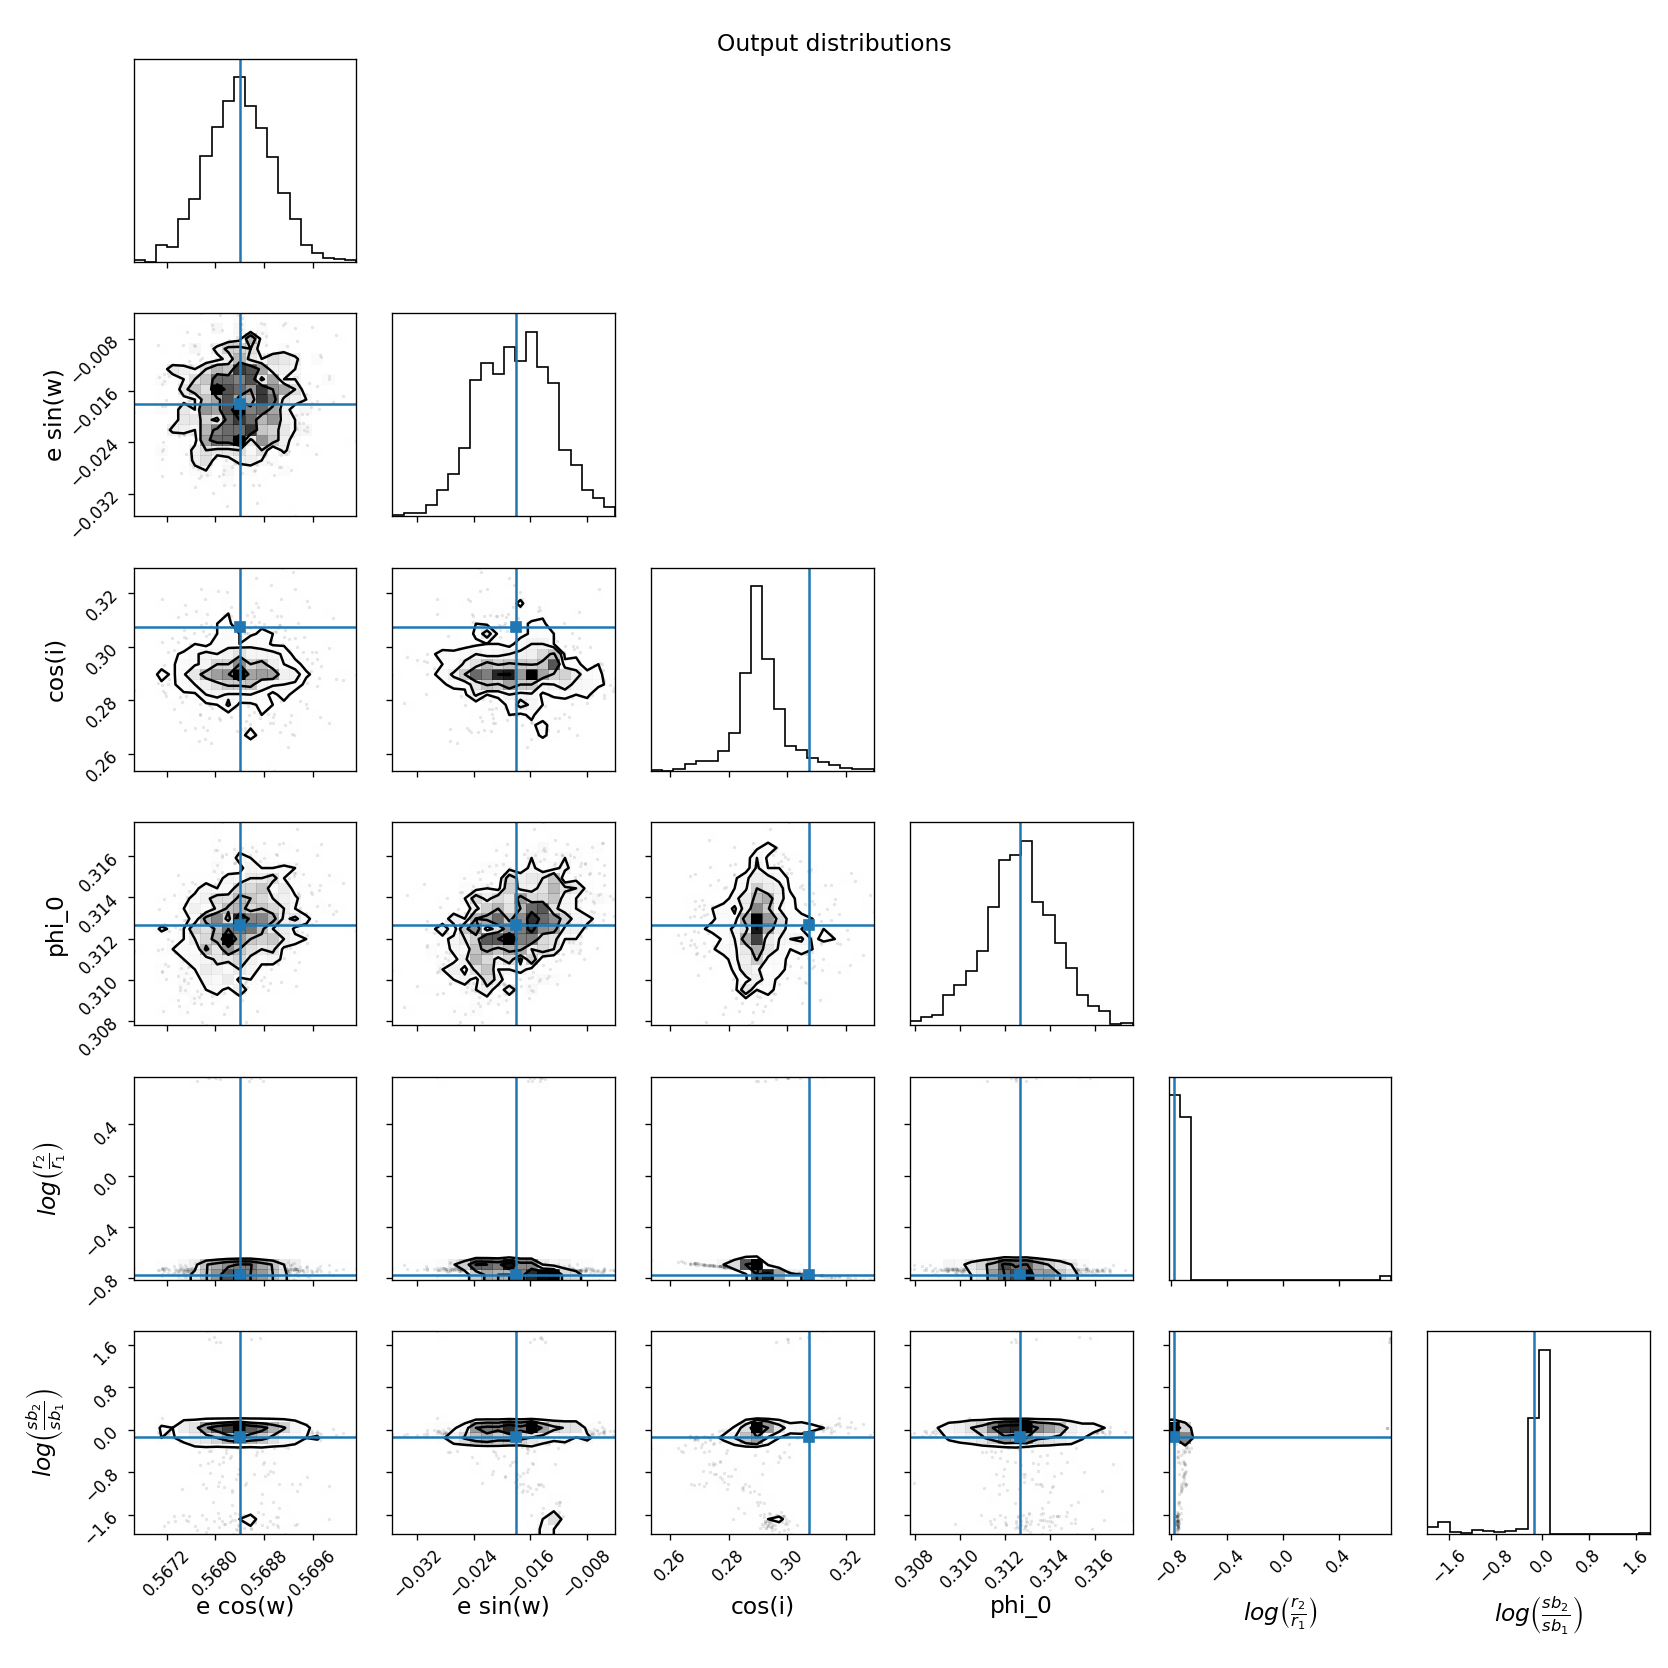 Output distributions
e sin(w)
−0.008
−0.016
−0.024
−0.032
cos(i)
0.32
0.30
0.28
0.26
phi_0
0.316
0.314
0.312
0.310
0.308
log(r₂/r₁)
0.4
0.0
−0.4
−0.8
log(sb₂/sb₁)
1.6
0.8
0.0
−0.8
−1.6
0.5672 0.5680 0.5688 0.5696
−0.032 −0.024 −0.016 −0.008
0.26 0.28 0.30 0.32
0.308 0.310 0.312 0.314 0.316
−0.8 −0.4 0.0 0.4
−1.6 −0.8 0.0 0.8 1.6
e cos(w)
e sin(w)
cos(i)
phi_0
log(r₂/r₁)
log(sb₂/sb₁)